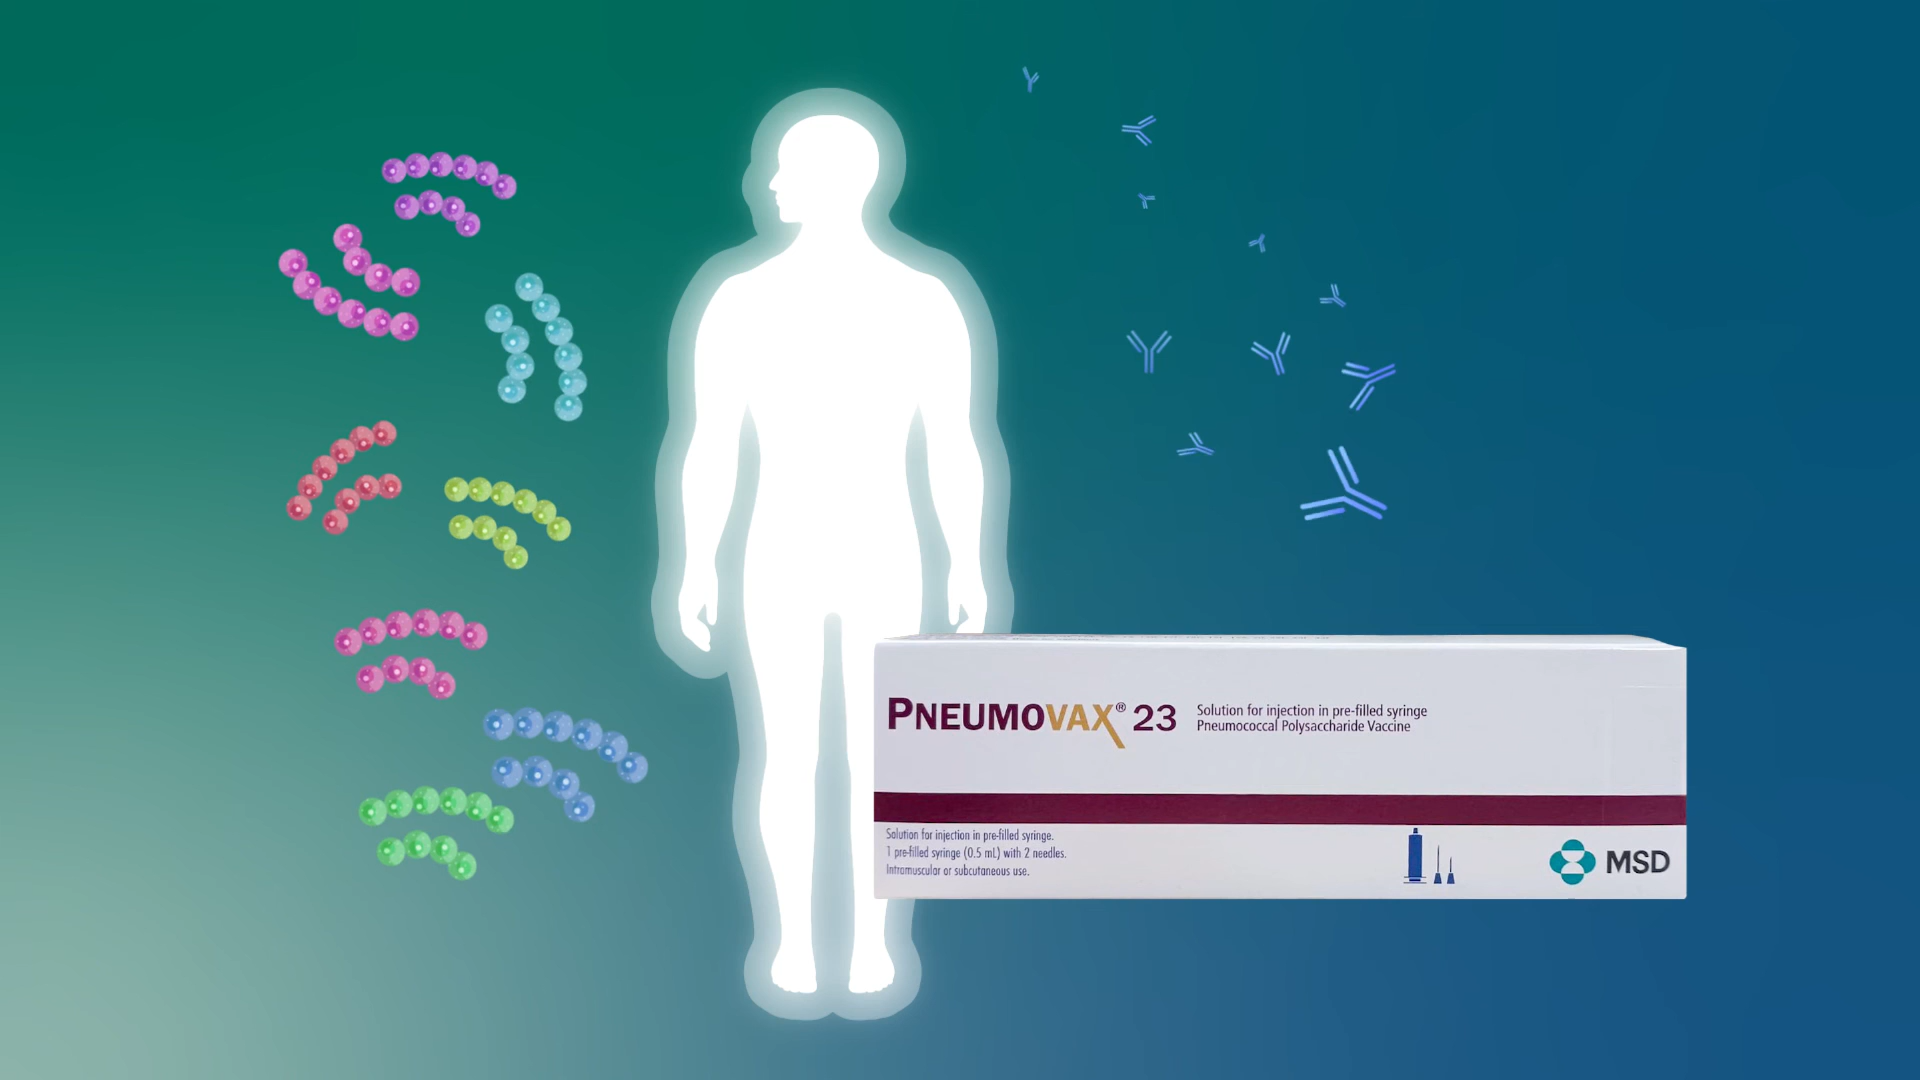 PNEUMOVAX® 23
Solution for injection in pre-filled syringe
Pneumococcal Polysaccharide Vaccine
Solution for injection in pre-filled syringe.
1 pre-filled syringe (0.5 mL) with 2 needles.
Intramuscular or subcutaneous use.
MSD